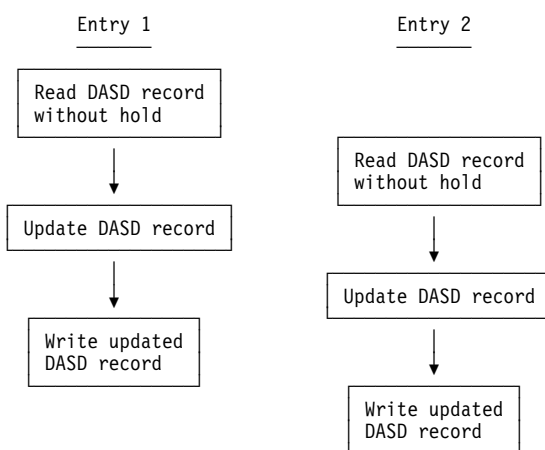 Entry 1
Read DASD record
without hold
Update DASD record
Write updated
DASD record
Entry 2
Read DASD record
without hold
Update DASD record
Write updated
DASD record